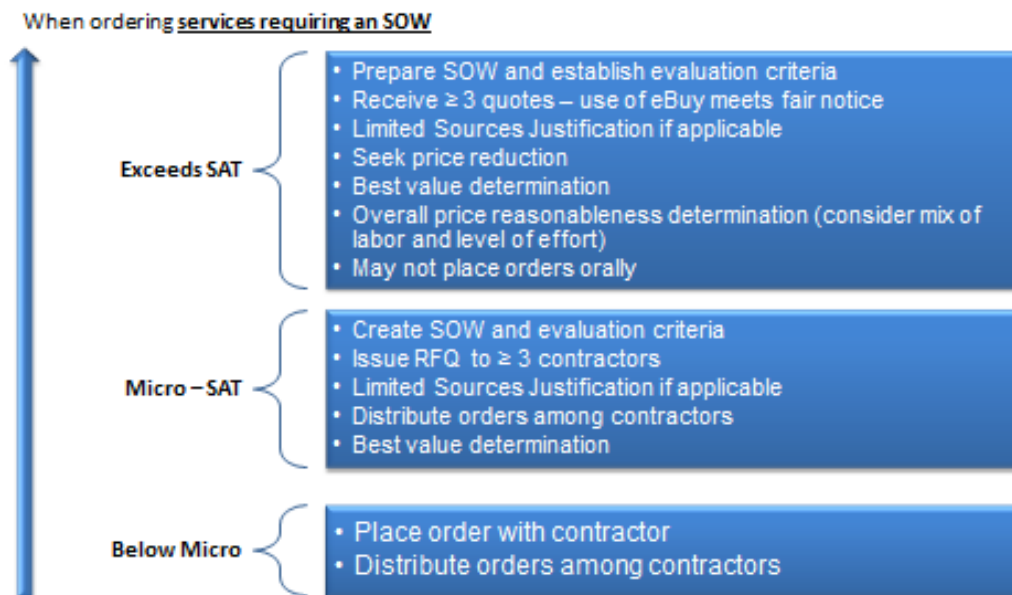 When ordering services requiring an SOW
Exceeds SAT
• Prepare SOW and establish evaluation criteria
• Receive ≥ 3 quotes – use of eBuy meets fair notice
• Limited Sources Justification if applicable
• Seek price reduction
• Best value determination
• Overall price reasonableness determination (consider mix of
labor and level of effort)
• May not place orders orally
Micro – SAT
• Create SOW and evaluation criteria
• Issue RFQ to ≥ 3 contractors
• Limited Sources Justification if applicable
• Distribute orders among contractors
• Best value determination
Below Micro
• Place order with contractor
• Distribute orders among contractors